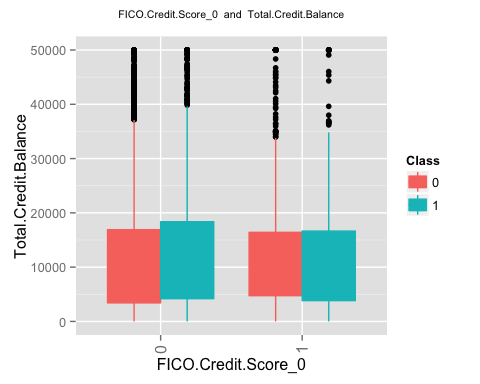 FICO.Credit.Score_0 and Total.Credit.Balance
50000
40000
30000
20000
10000
0
Total.Credit.Balance
0
1
FICO.Credit.Score_0
Class
0
1